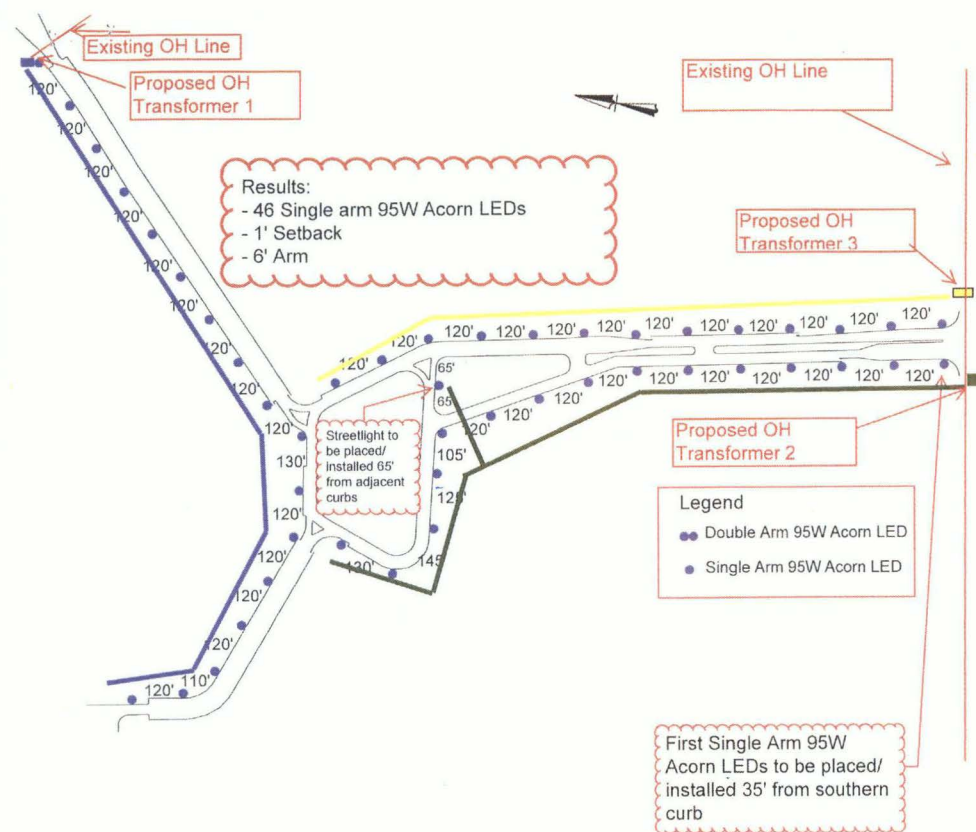 Existing OH Line
Proposed OH
Transformer 1
Existing OH Line
Results:
- 46 Single arm 95W Acorn LEDs
- 1' Setback
- 6' Arm
Proposed OH
Transformer 3
120'
120'
120'
120'
120'
120'
120'
120'
120'
120'
130'
120'
120'
120'
120'
110'
120'
120'
120'
120'
120'
120'
120'
120'
120'
120'
120'
120'
120'
65'
65'
120'
120'
120'
120'
120'
120'
120'
120'
120'
120'
105'
125'
145'
130'
Streetlight to
be placed/
installed 65'
from adjacent
curbs
Proposed OH
Transformer 2
Legend
Double Arm 95W Acorn LED
Single Arm 95W Acorn LED
First Single Arm 95W
Acorn LEDs to be placed/
installed 35' from southern
curb